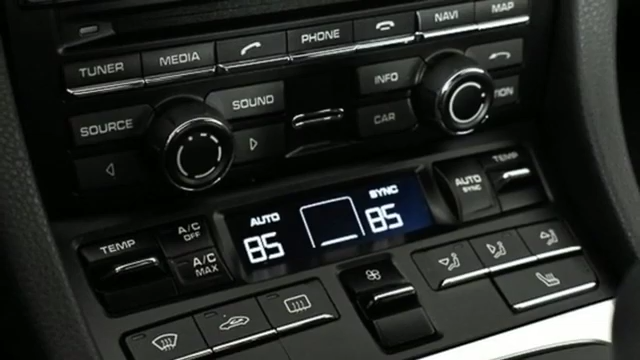 TUNER
MEDIA
PHONE
NAVI
MAP
SOURCE
SOUND
INFO
CAR
TEMP
A/C OFF
A/C MAX
AUTO
85
SYNC
85
AUTO SYNC
TEMP